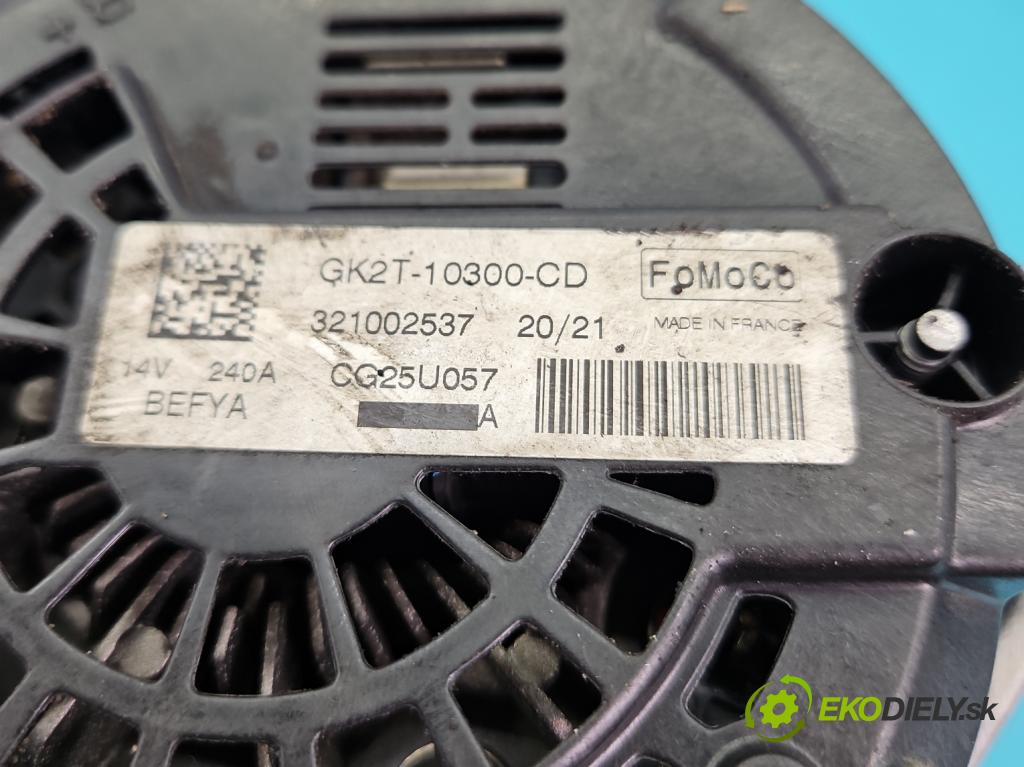 GK2T-10300-CD FoMoCo
321002537 20/21 MADE IN FRANCE
14V 240A CG25U057
BEFYA A
EKODIELY.sk